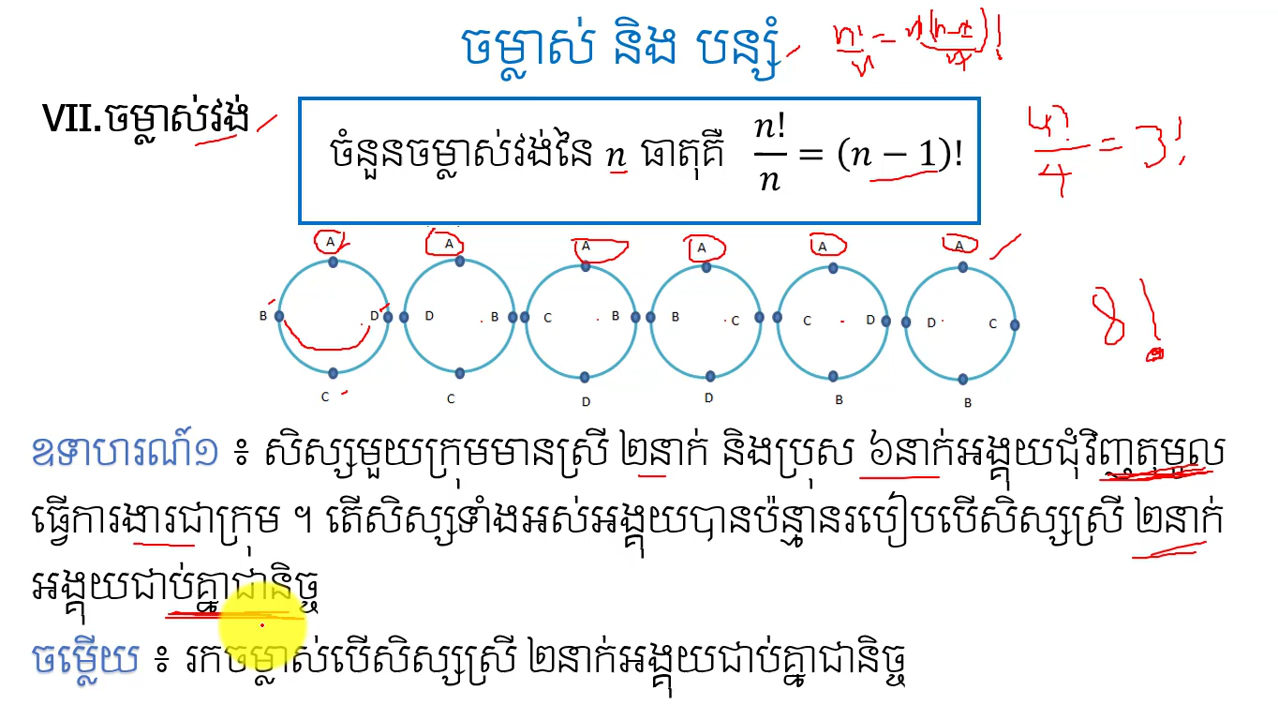 ចម្លាស់ និង បន្សំ
n!/n = n(n-1)!/n
VII.ចម្លាស់វង់
ចំនួនចម្លាស់វង់នៃ n ធាតុគឺ n!/n = (n − 1)!
4!/4 = 3!
A A A A A A
B D D B C B B C C D D C
8!
C C D D B B
ឧទាហរណ៍១ ៖ សិស្សមួយក្រុមមានស្រី ២នាក់ និងប្រុស ៦នាក់អង្គុយជុំវិញតុមូល
ធ្វើការងារជាក្រុម ។ តើសិស្សទាំងអស់អង្គុយបានប៉ន្មានរបៀបបើសិស្សស្រី ២នាក់
អង្គុយជាប់គ្នាជានិច្ច
ចម្លើយ ៖ រកចម្លាស់បើសិស្សស្រី ២នាក់អង្គុយជាប់គ្នាជានិច្ច